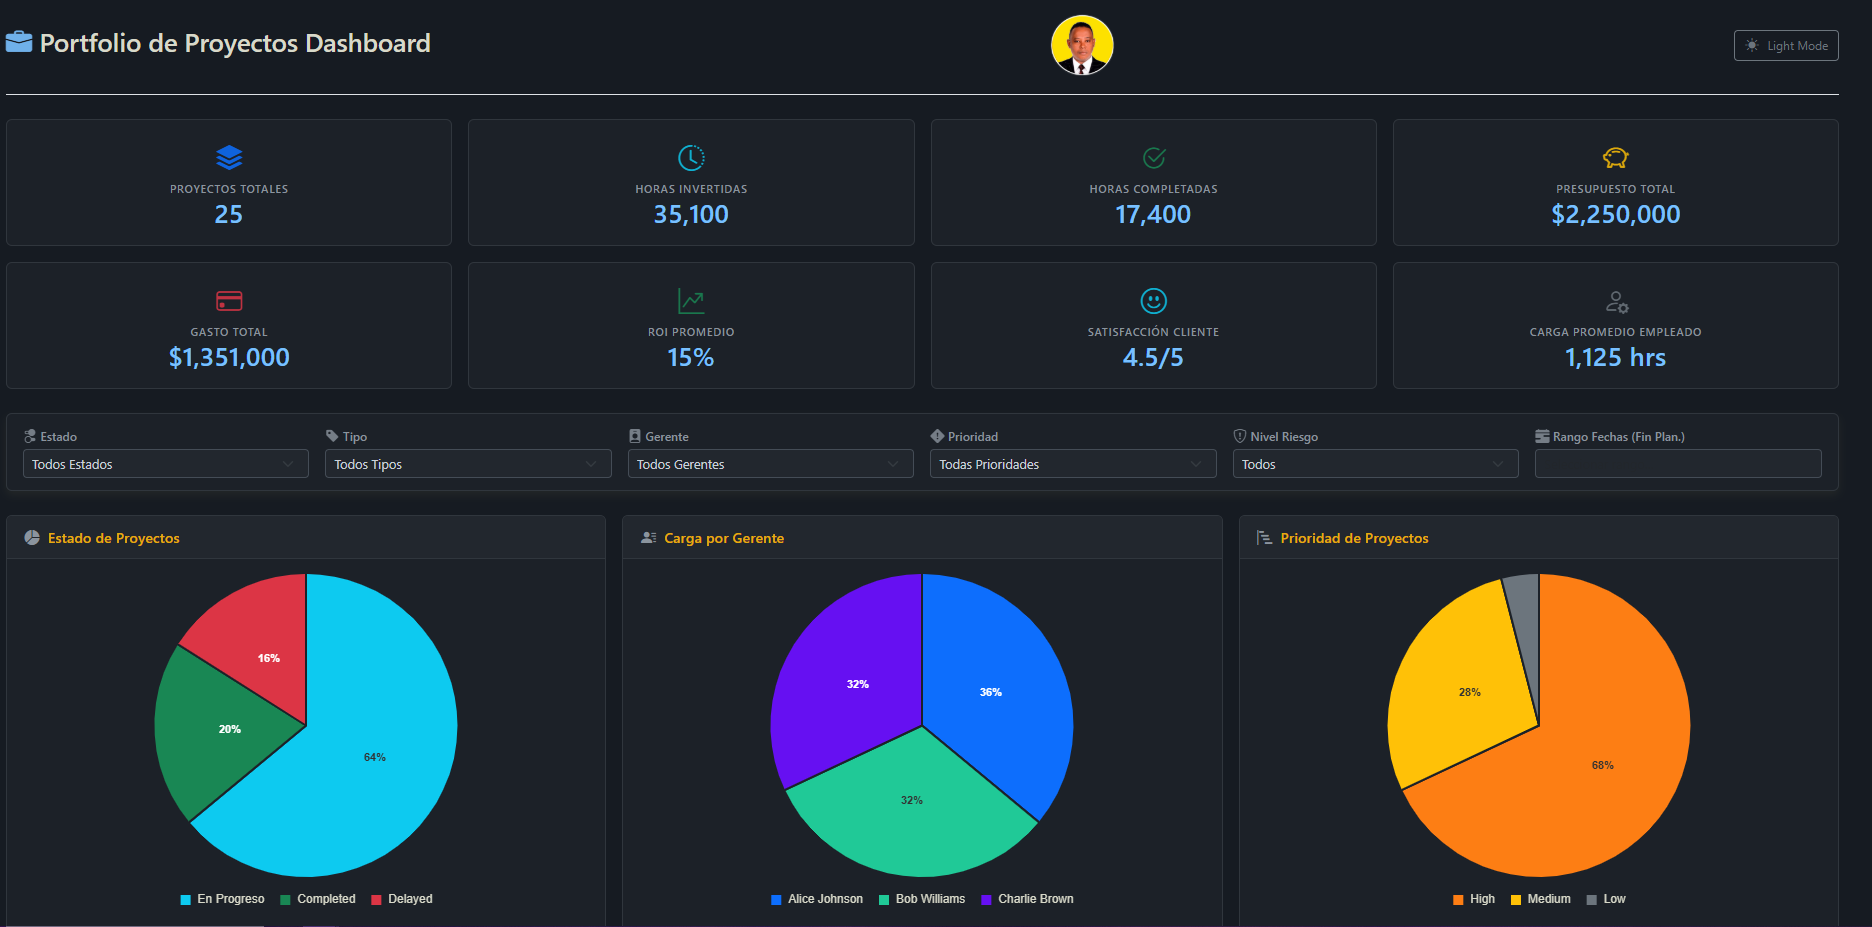 Portfolio de Proyectos Dashboard
Light Mode
PROYECTOS TOTALES
25
HORAS INVERTIDAS
35,100
HORAS COMPLETADAS
17,400
PRESUPUESTO TOTAL
$2,250,000
GASTO TOTAL
$1,351,000
ROI PROMEDIO
15%
SATISFACCIÓN CLIENTE
4.5/5
CARGA PROMEDIO EMPLEADO
1,125 hrs
Estado
Todos Estados
Tipo
Todos Tipos
Gerente
Todos Gerentes
Prioridad
Todas Prioridades
Nivel Riesgo
Todos
Rango Fechas (Fin Plan.)
Estado de Proyectos
16%
20%
64%
En Progreso Completed Delayed
Carga por Gerente
32%
36%
32%
Alice Johnson Bob Williams Charlie Brown
Prioridad de Proyectos
28%
68%
High Medium Low